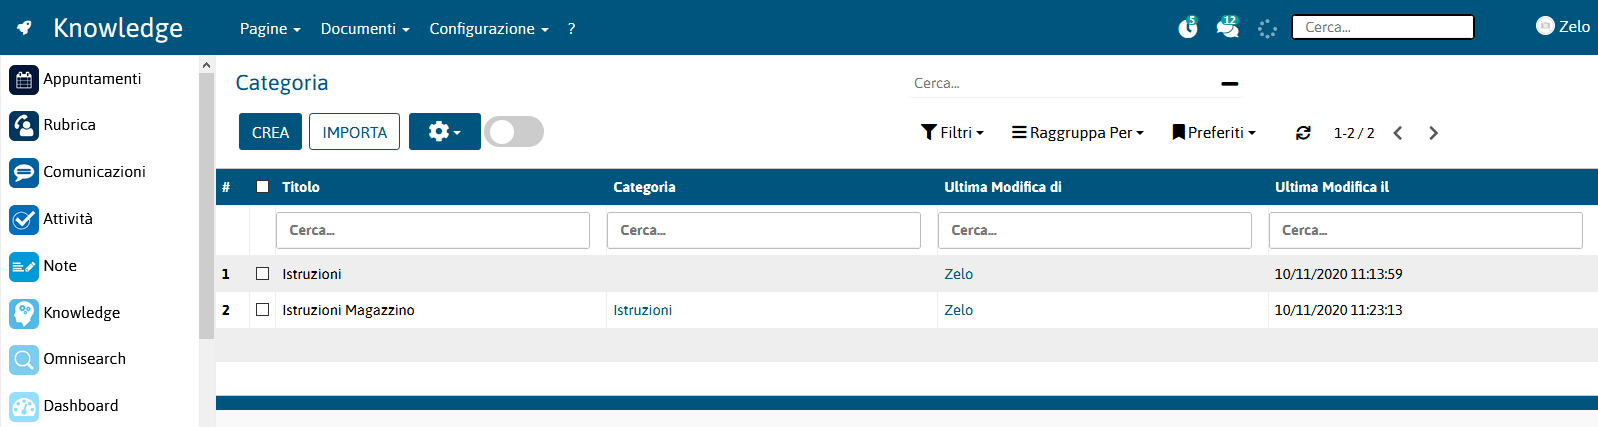 Knowledge
Pagine Documenti Configurazione ?
5 12 Cerca... Zelo
Appuntamenti
Rubrica
Comunicazioni
Attività
Note
Knowledge
Omnisearch
Dashboard
Categoria
Cerca...
CREA IMPORTA
Filtri Raggruppa Per Preferiti 1-2 / 2
# Titolo Categoria Ultima Modifica di Ultima Modifica il
Cerca... Cerca... Cerca... Cerca...
1 Istruzioni Zelo 10/11/2020 11:13:59
2 Istruzioni Magazzino Istruzioni Zelo 10/11/2020 11:23:13